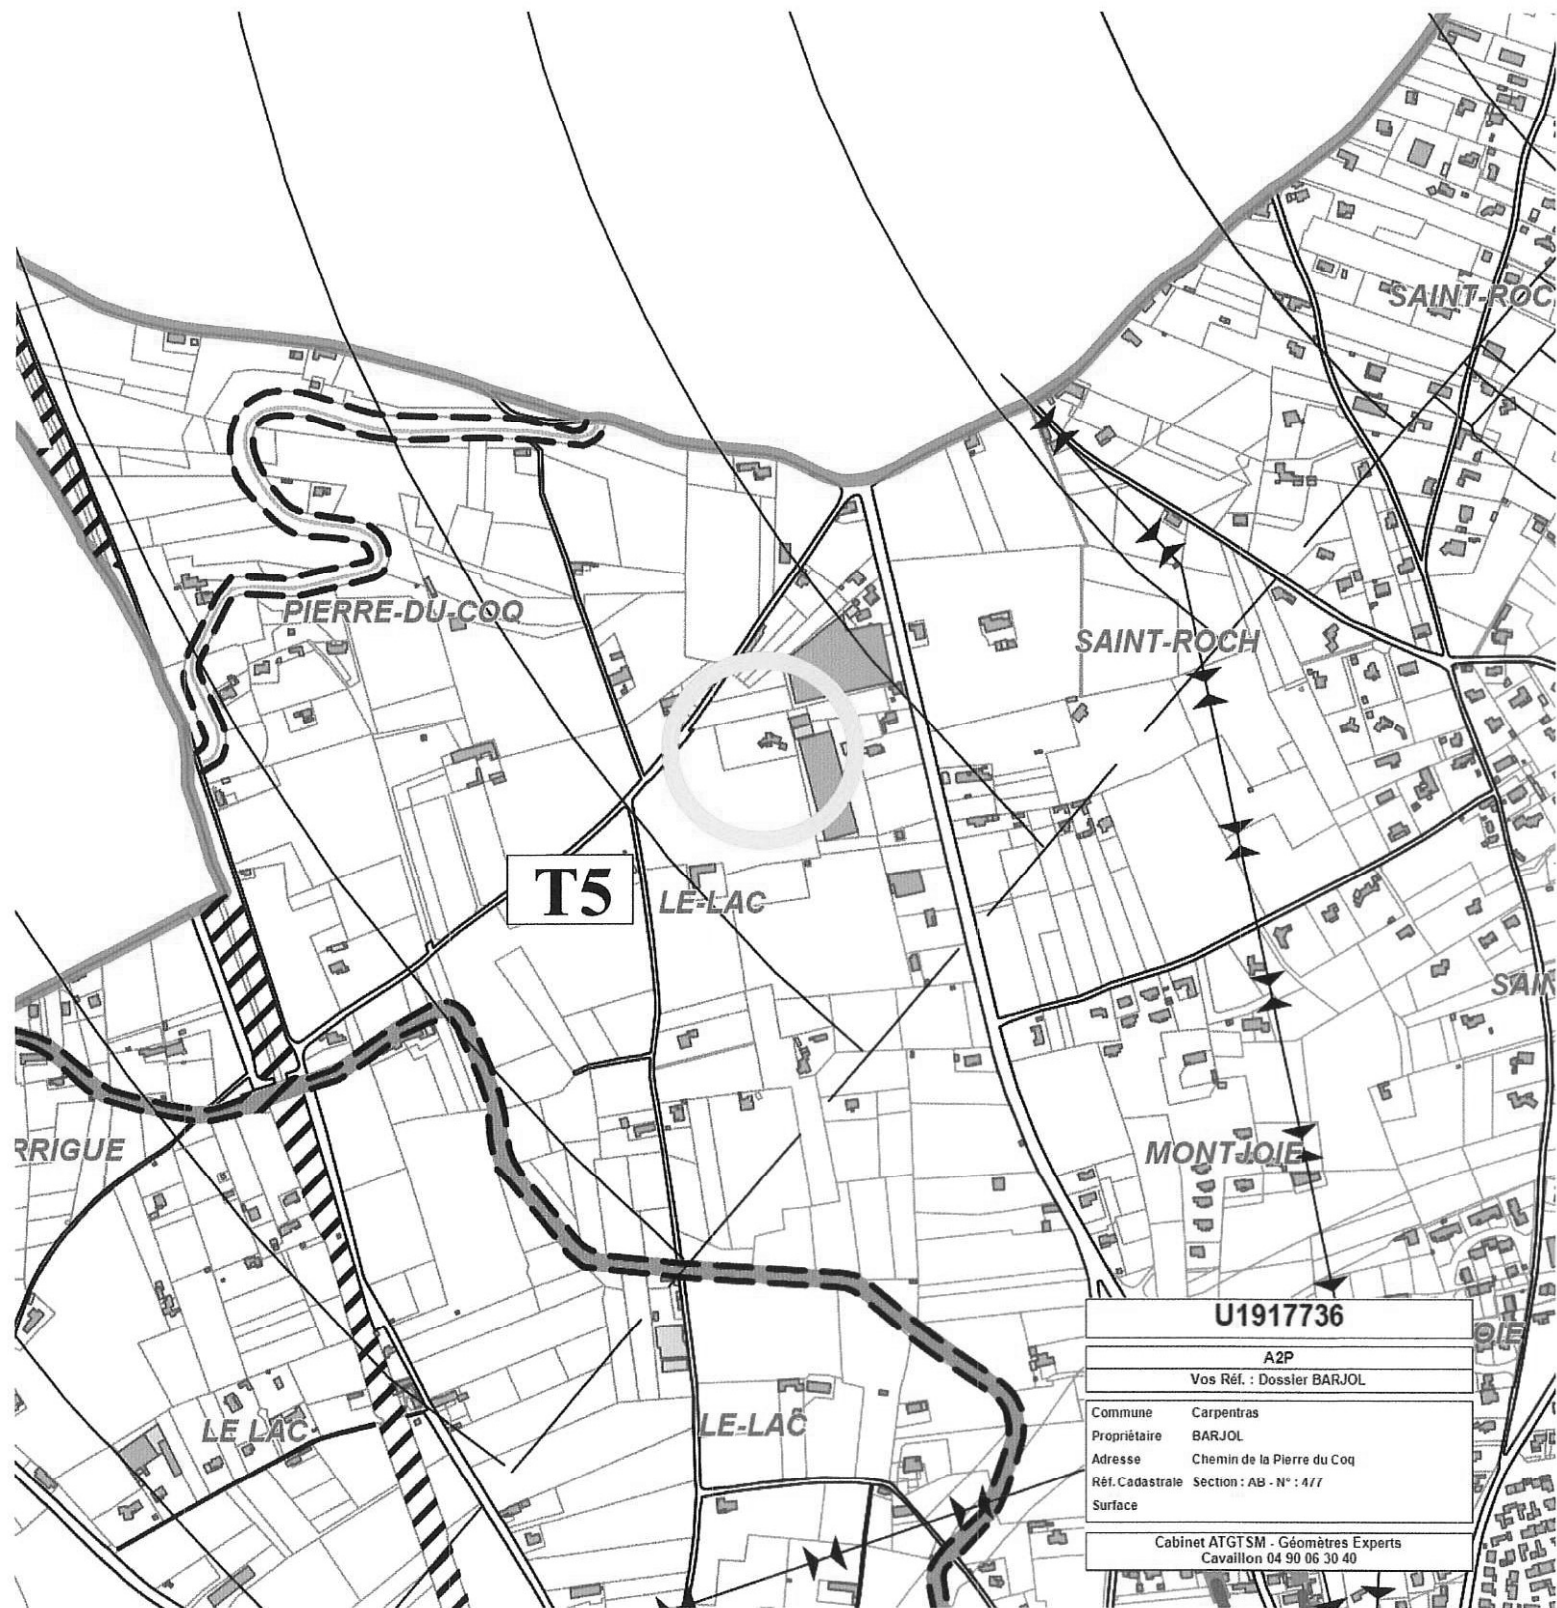 SAINT-ROC
PIERRE-DU-COQ
SAINT-ROCH
T5
LE-LAC
SAIN
RRIGUE
MONTJOIE
U1917736
OIE
A2P
Vos Réf. : Dossier BARJOL
Commune Carpentras
Propriétaire BARJOL
Adresse Chemin de la Pierre du Coq
Réf. Cadastrale Section : AB - N° : 477
Surface
LE LAC
LE-LAC
Cabinet ATGTSM - Géomètres Experts
Cavaillon 04 90 06 30 40